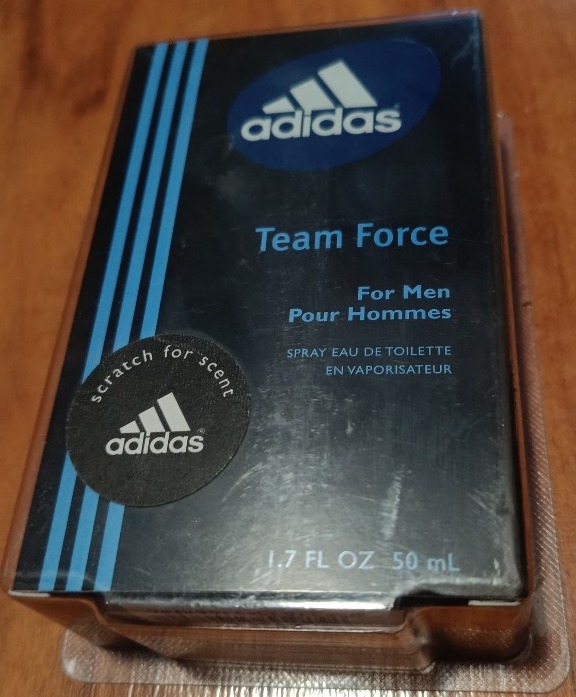 adidas
Team Force
For Men
Pour Hommes
SPRAY EAU DE TOILETTE
EN VAPORISATEUR
scratch for scent
adidas
1.7 FL OZ 50 mL